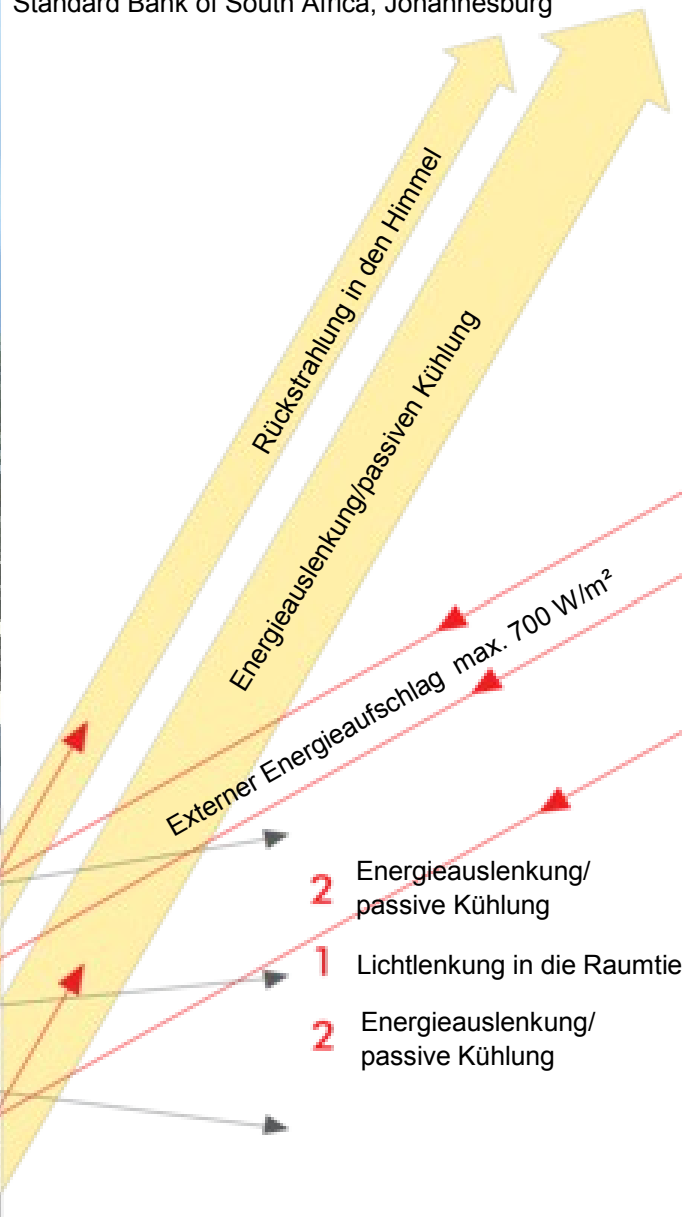 Standard Bank of South Africa, Johannesburg
Rückstrahlung in den Himmel
Energieauslenkung/passiven Kühlung
Externer Energieaufschlag max. 700 W/m²
2 Energieauslenkung/
passive Kühlung
1 Lichtlenkung in die Raumtie
2 Energieauslenkung/
passive Kühlung